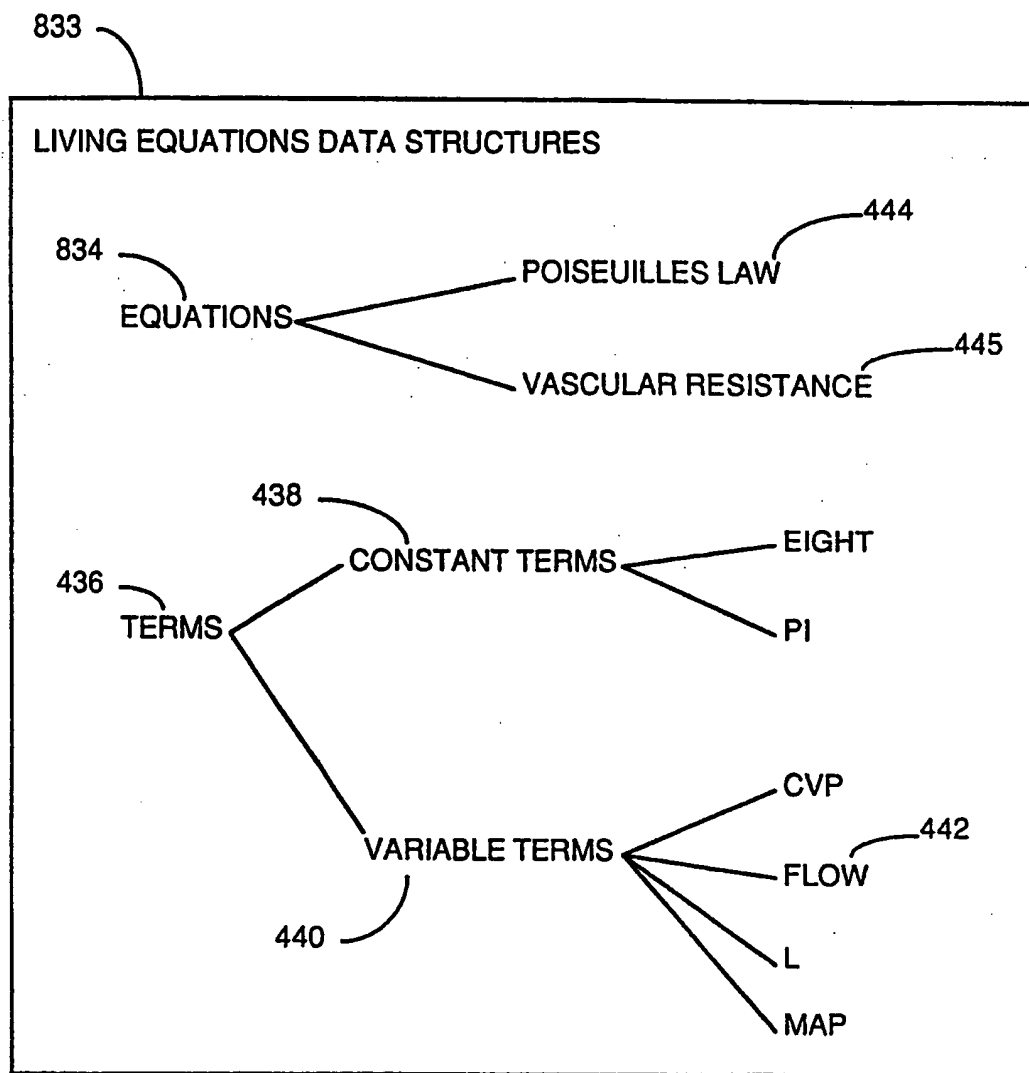 833
LIVING EQUATIONS DATA STRUCTURES
444
834
POISEUILLES LAW
EQUATIONS
445
VASCULAR RESISTANCE
438
EIGHT
CONSTANT TERMS
436
TERMS
PI
CVP
442
VARIABLE TERMS
FLOW
440
L
MAP